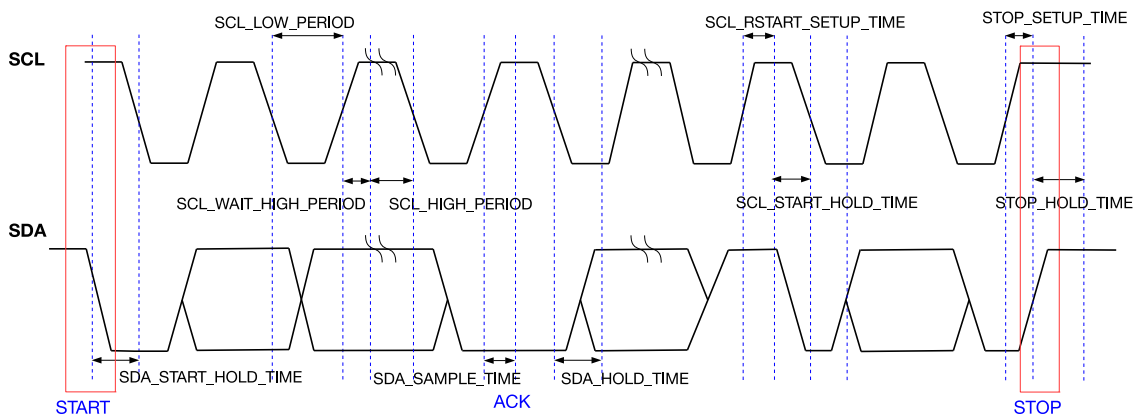 SCL_LOW_PERIOD
SCL_RSTART_SETUP_TIME
STOP_SETUP_TIME
SCL
SCL_WAIT_HIGH_PERIOD
SCL_HIGH_PERIOD
SCL_START_HOLD_TIME
STOP_HOLD_TIME
SDA
SDA_START_HOLD_TIME
SDA_SAMPLE_TIME
SDA_HOLD_TIME
START
ACK
STOP